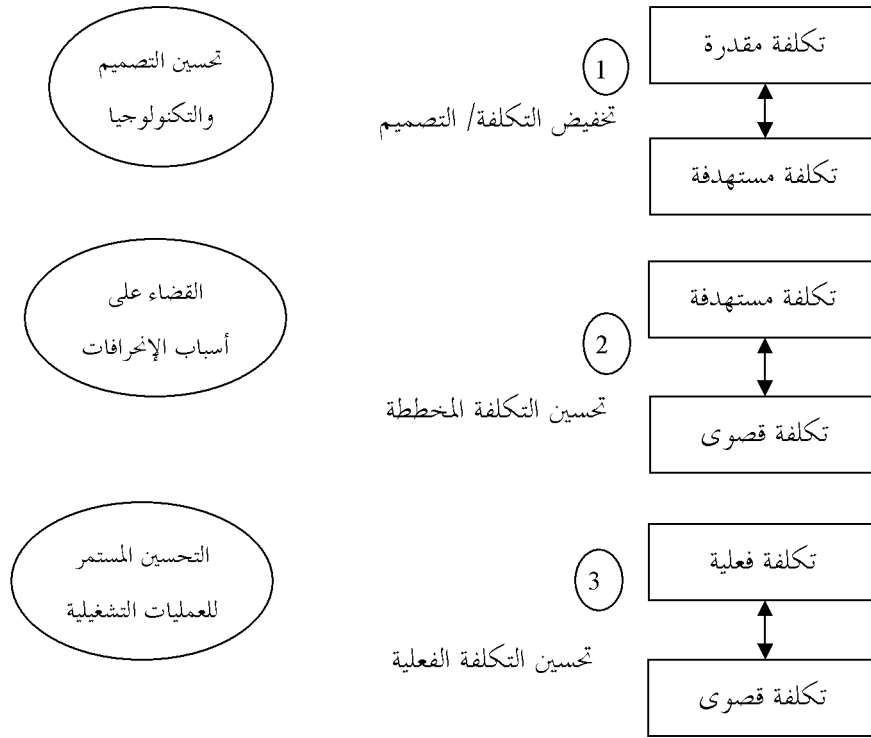 تكلفة مقدرة
1
تخفيض التكلفة/ التصميم
تحسين التصميم
والتكنولوجيا
تكلفة مستهدفة
تكلفة مستهدفة
2
تحسين التكلفة المخططة
القضاء على
أسباب الإنحرافات
تكلفة قصوى
تكلفة فعلية
3
تحسين التكلفة الفعلية
التحسين المستمر
للعمليات التشغيلية
تكلفة قصوى